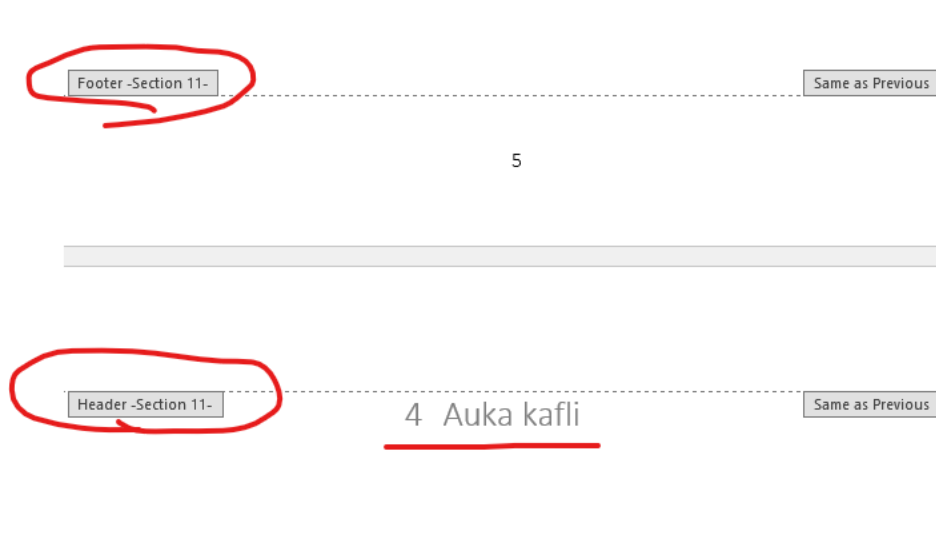 Footer -Section 11-
Same as Previous
5
Header -Section 11-
Same as Previous
4 Auka kafli